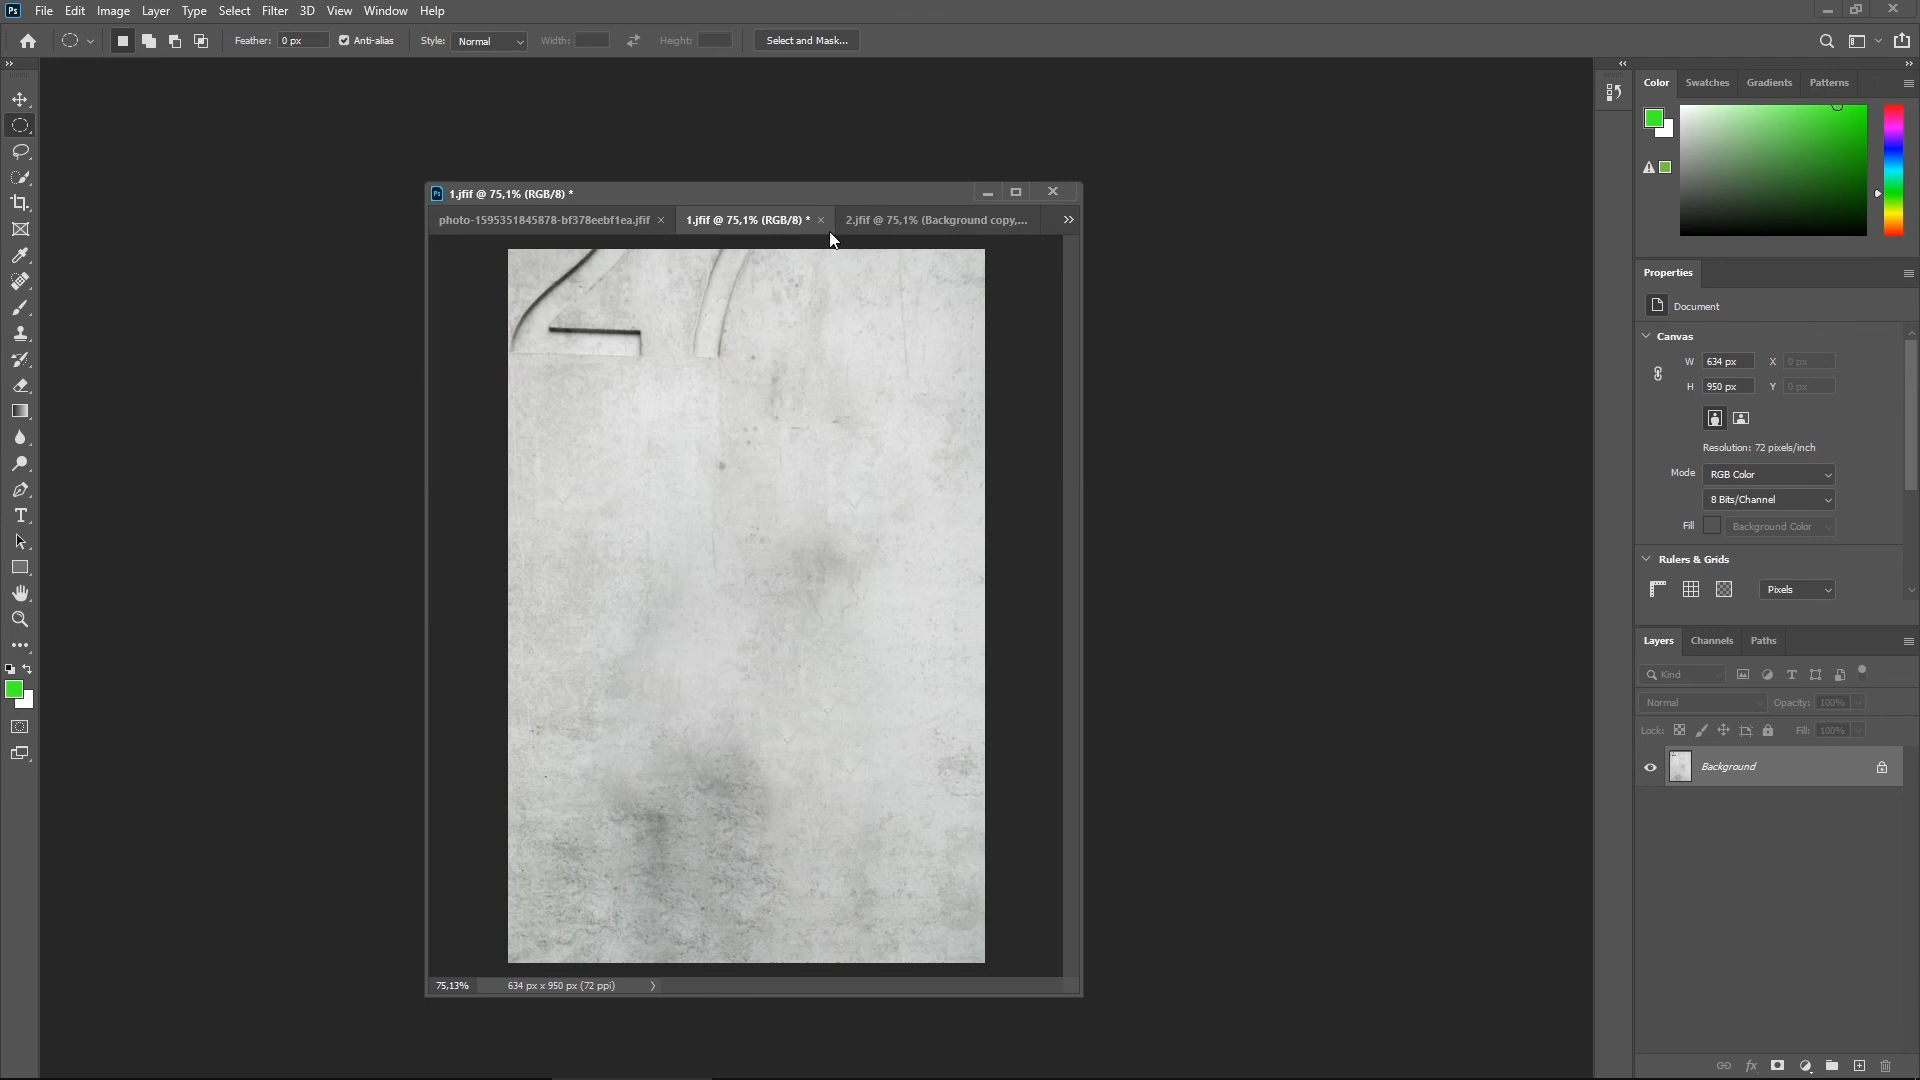 Ps File Edit Image Layer Type Select Filter 3D View Window Help
Feather: 0 px Anti-alias Style: Normal Width: Height: Select and Mask...
Color Swatches Gradients Patterns
Ps 1.jfif @ 75,1% (RGB/8) *
photo-1595351845878-bf378eebf1ea.jfif × 1.jfif @ 75,1% (RGB/8) * × 2.jfif @ 75,1% (Background copy,...
Properties
Document
Canvas
W 634 px X 0 px
H 950 px Y 0 px
Resolution: 72 pixels/inch
Mode RGB Color
8 Bits/Channel
Fill Background Color
Rulers & Grids
Pixels
Layers Channels Paths
Kind
Normal Opacity: 100%
Lock: Fill: 100%
Background
75,13% 634 px x 950 px (72 ppi)